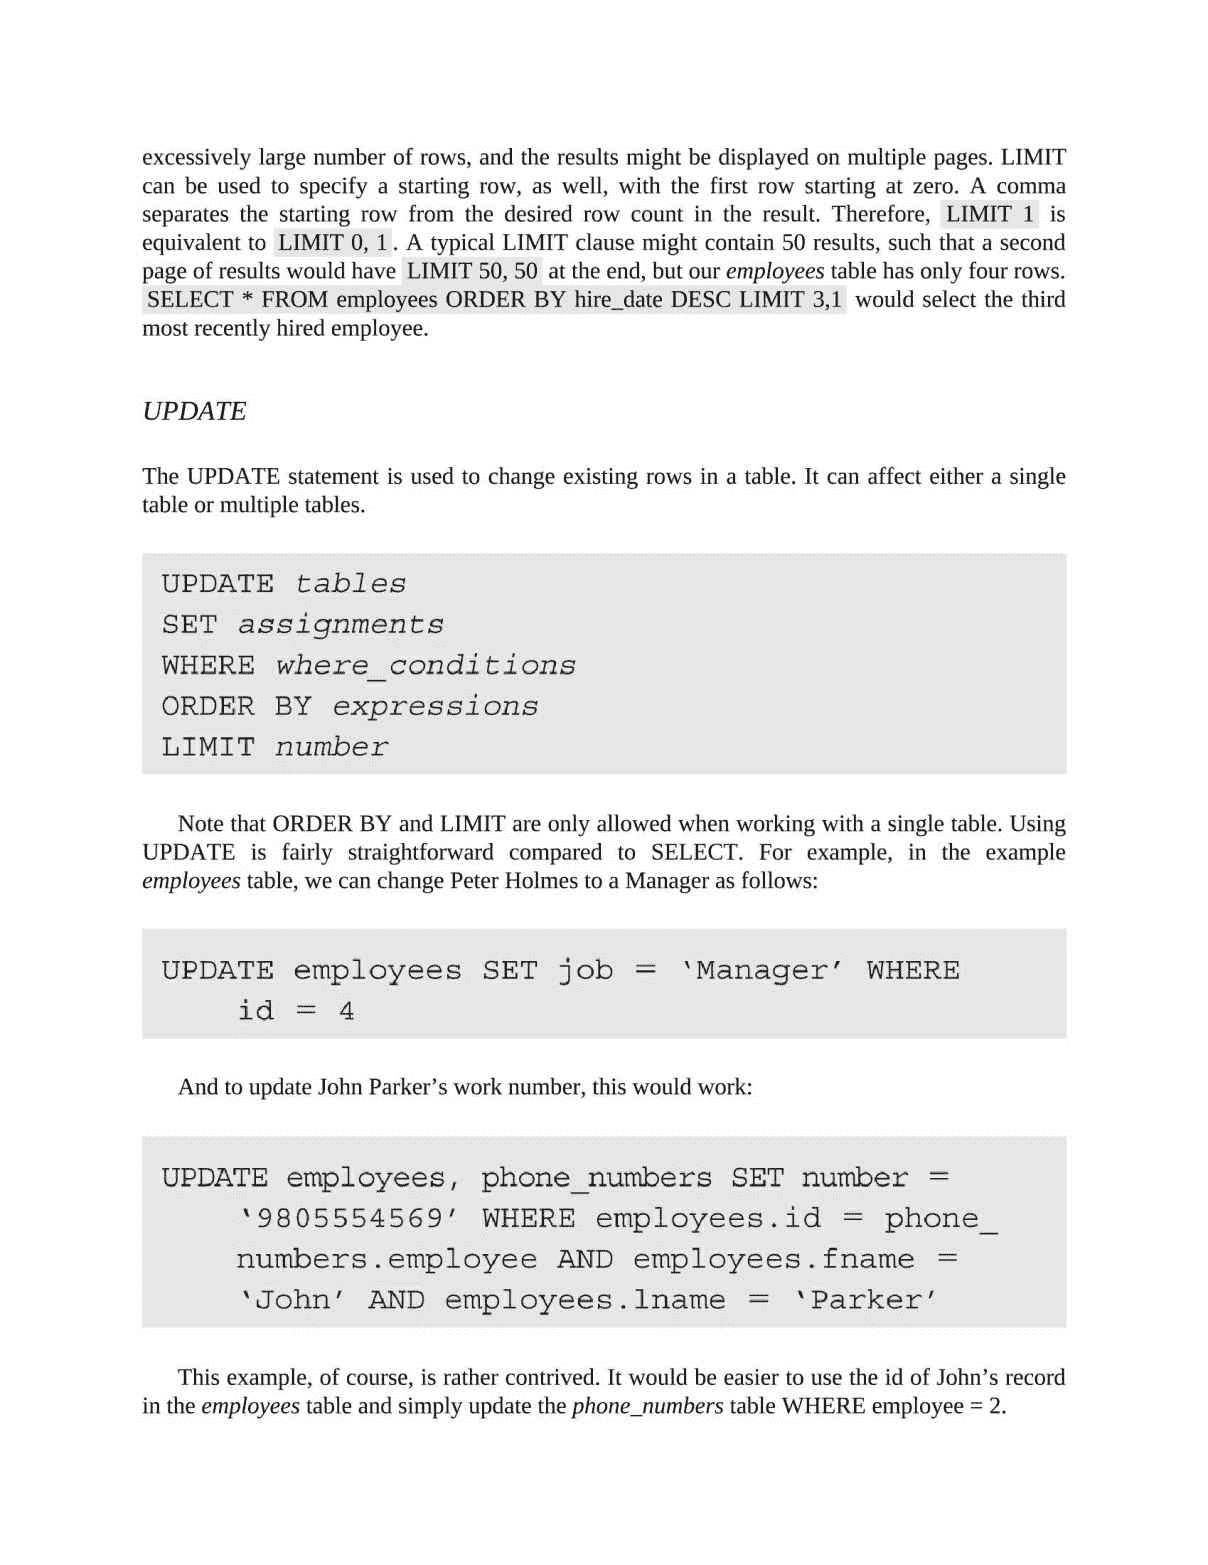 excessively large number of rows, and the results might be displayed on multiple pages. LIMIT
can be used to specify a starting row, as well, with the first row starting at zero. A comma
separates the starting row from the desired row count in the result. Therefore, LIMIT 1 is
equivalent to LIMIT 0, 1. A typical LIMIT clause might contain 50 results, such that a second
page of results would have LIMIT 50, 50 at the end, but our employees table has only four rows.
SELECT * FROM employees ORDER BY hire_date DESC LIMIT 3,1 would select the third
most recently hired employee.
UPDATE
The UPDATE statement is used to change existing rows in a table. It can affect either a single
table or multiple tables.
UPDATE tables
SET assignments
WHERE where_conditions
ORDER BY expressions
LIMIT number
Note that ORDER BY and LIMIT are only allowed when working with a single table. Using
UPDATE is fairly straightforward compared to SELECT. For example, in the example
employees table, we can change Peter Holmes to a Manager as follows:
UPDATE employees SET job = ‘Manager’ WHERE
id = 4
And to update John Parker’s work number, this would work:
UPDATE employees, phone_numbers SET number =
‘9805554569’ WHERE employees.id = phone_
numbers.employee AND employees.fname =
‘John’ AND employees.lname = ‘Parker’
This example, of course, is rather contrived. It would be easier to use the id of John’s record
in the employees table and simply update the phone_numbers table WHERE employee = 2.